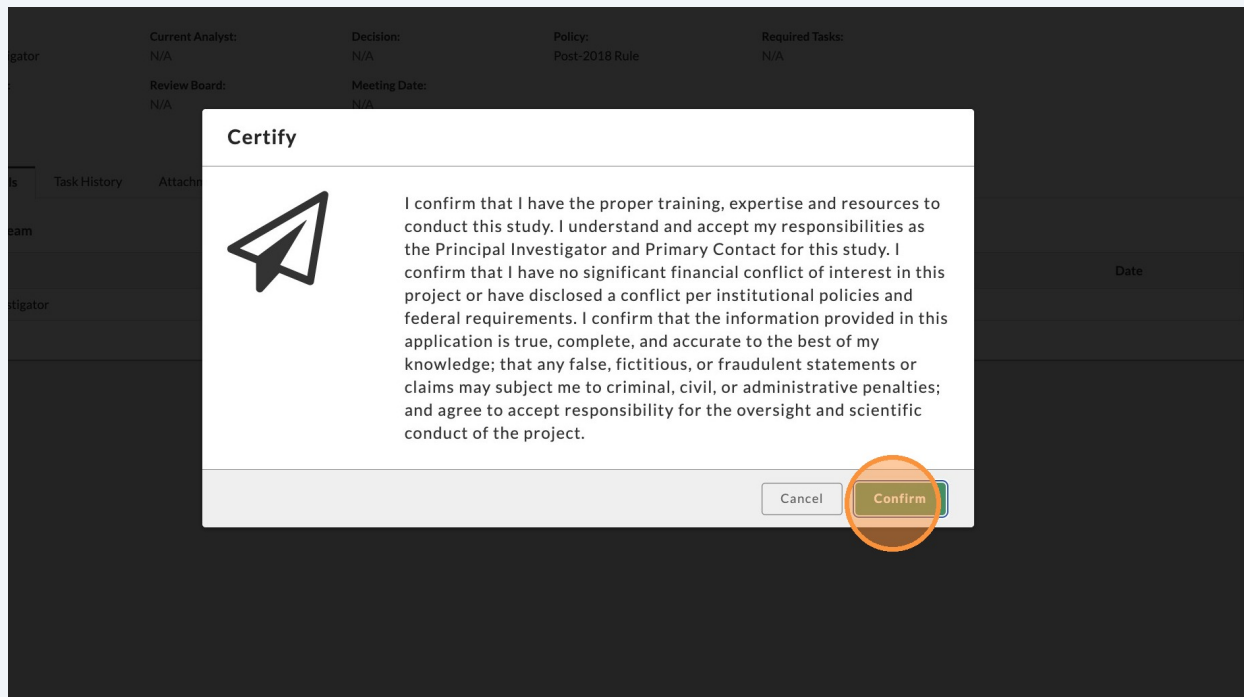 Current Analyst: Decision: Policy: Required Tasks:
igator N/A N/A Post-2018 Rule N/A
: Review Board: Meeting Date:
N/A N/A
Certify
ls Task History Attachm
I confirm that I have the proper training, expertise and resources to
conduct this study. I understand and accept my responsibilities as
eam
the Principal Investigator and Primary Contact for this study. I
confirm that I have no significant financial conflict of interest in this
Date
project or have disclosed a conflict per institutional policies and
stigator
federal requirements. I confirm that the information provided in this
application is true, complete, and accurate to the best of my
knowledge; that any false, fictitious, or fraudulent statements or
claims may subject me to criminal, civil, or administrative penalties;
and agree to accept responsibility for the oversight and scientific
conduct of the project.
Cancel Confirm